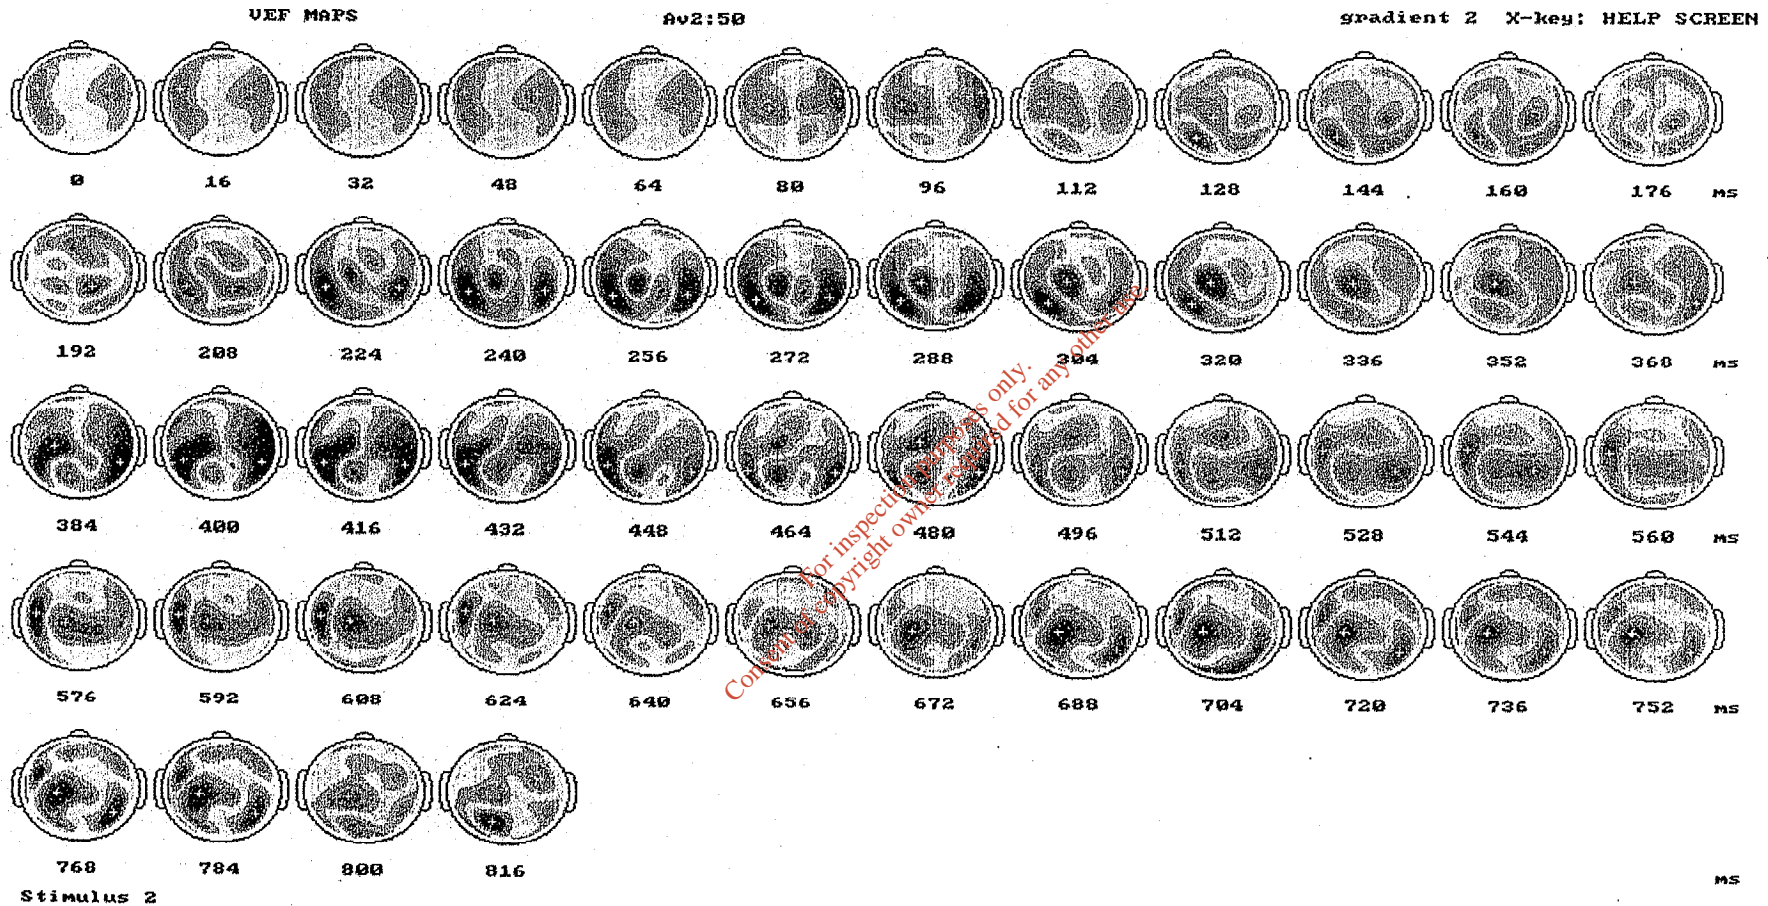 VEF MAPS Av2:50 gradient 2 X-key: HELP SCREEN
0 16 32 48 64 80 96 112 128 144 160 176 ms
192 208 224 240 256 272 288 304 320 336 352 368 ms
384 400 416 432 448 464 480 496 512 528 544 560 ms
576 592 608 624 640 656 672 688 704 720 736 752 ms
768 784 800 816 ms
Stimulus 2
For inspection purposes only.
Consent of copyright owner required for any other use.